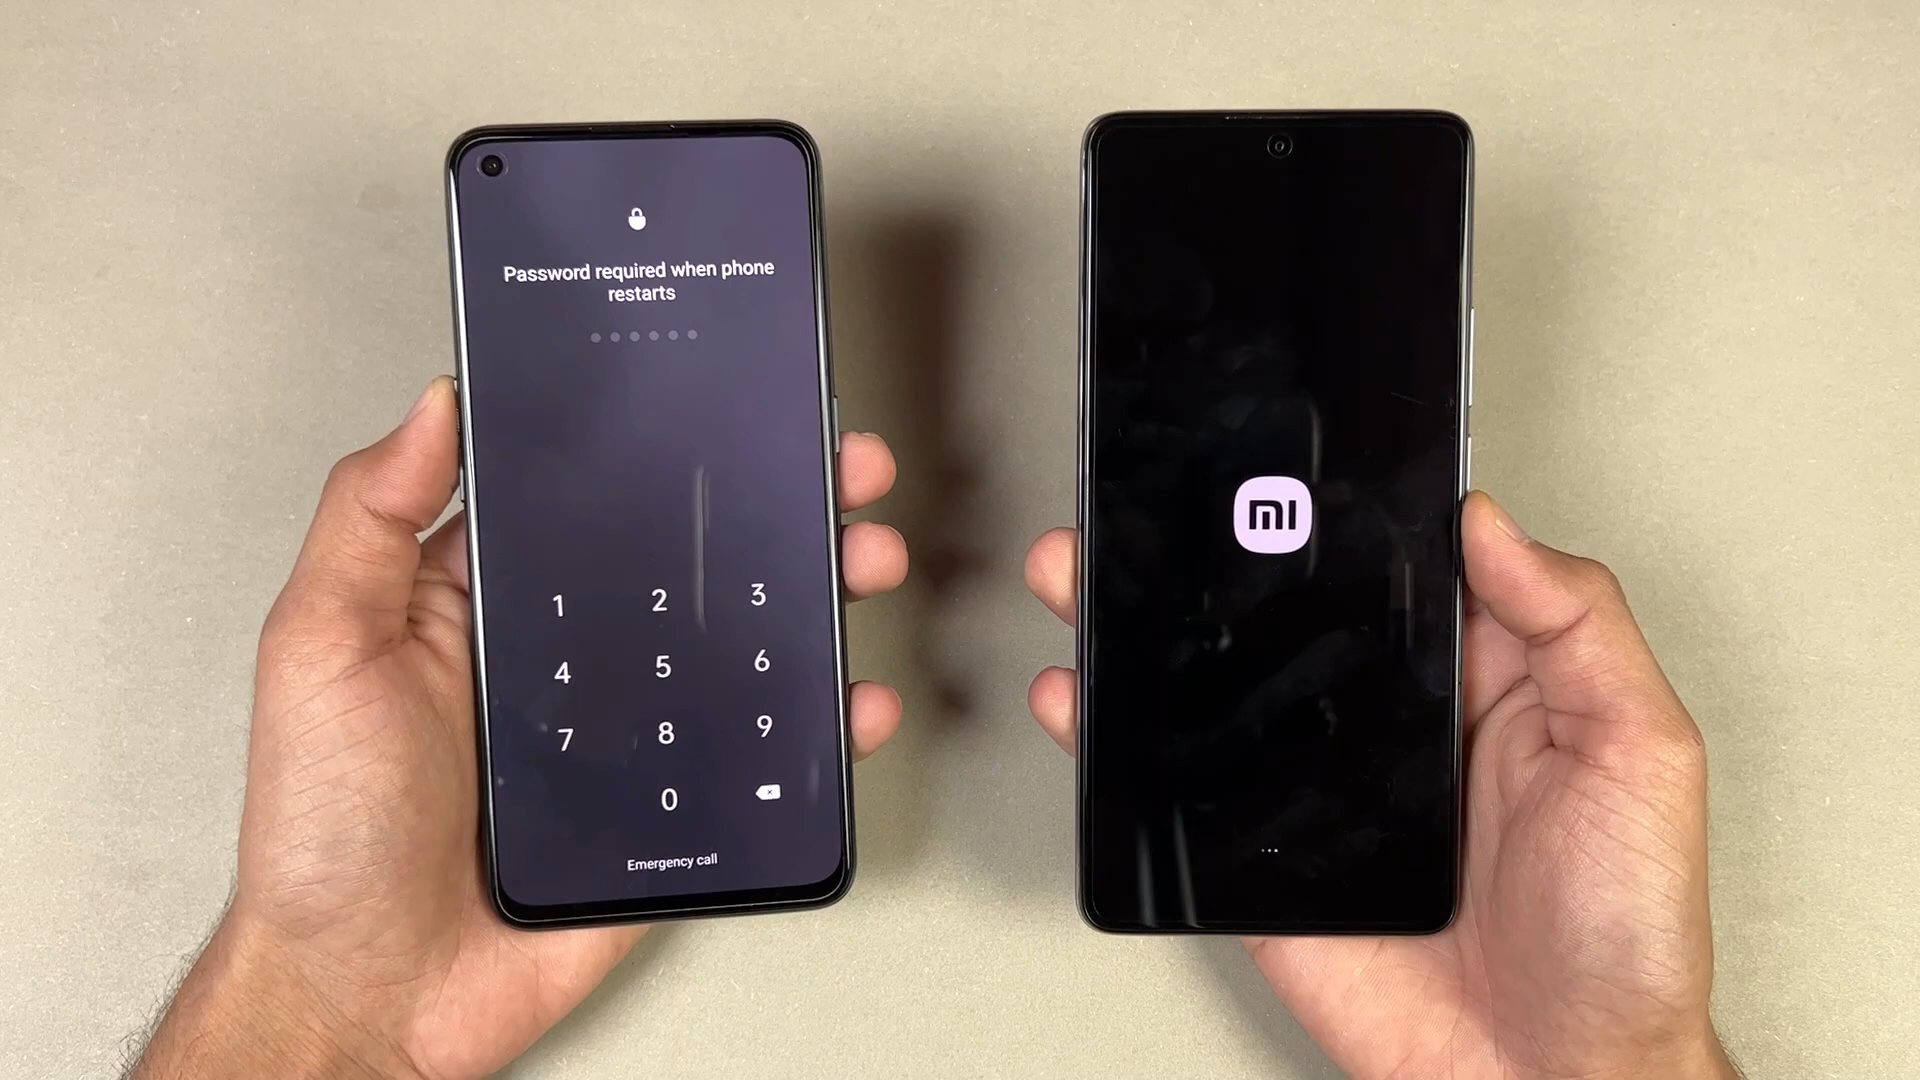 Password required when phone
restarts
1 2 3
4 5 6
7 8 9
0
Emergency call
mi